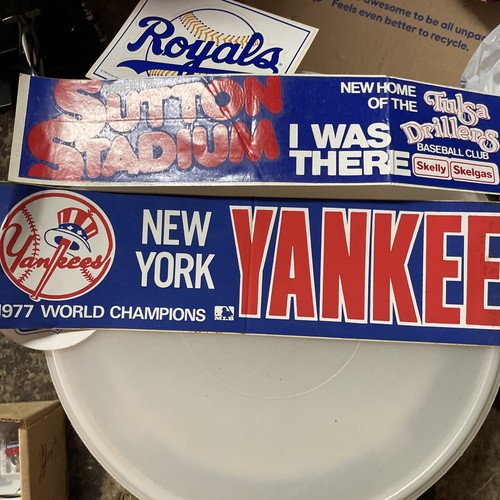 awesome to be all unpac
Even better to recycle.
Royals
SUTTON
STADIUM
I WAS
THERE
NEW HOME
OF THE
Tulsa
Drillers
BASEBALL CLUB
Skelly Skelgas
Yankees
NEW
YORK
YANKEE
1977 WORLD CHAMPIONS